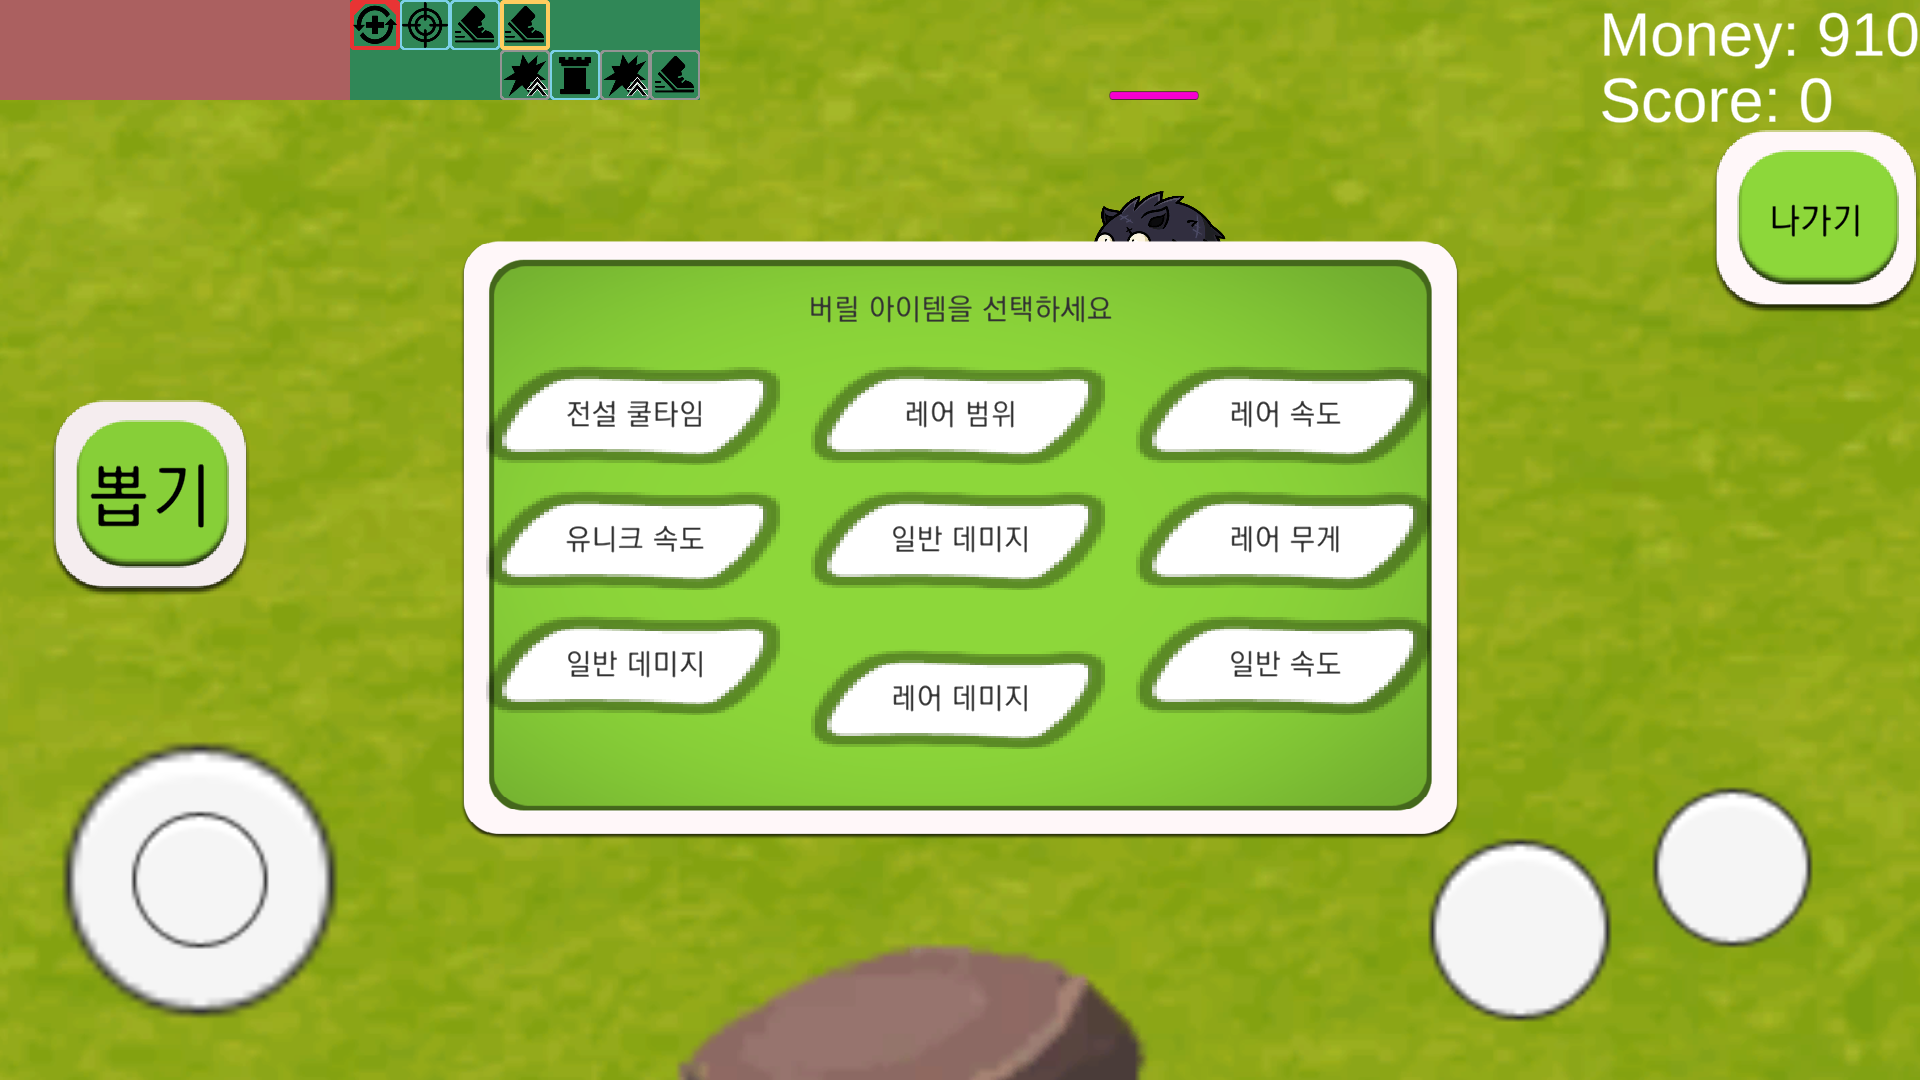 Money: 910
Score: 0
나가기
버릴 아이템을 선택하세요
전설 쿨타임
레어 범위
레어 속도
뽑기
유니크 속도
일반 데미지
레어 무게
일반 데미지
레어 데미지
일반 속도